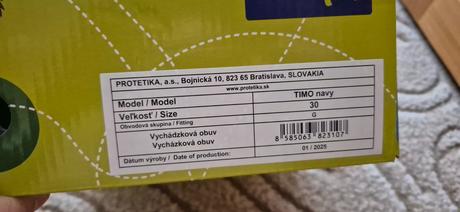 PROTETIKA, a.s., Bojnická 10, 823 65 Bratislava, SLOVAKIA
www.protetika.sk
Model / Model TIMO navy
Veľkosť / Size 30
Obvodová skupina / Fitting G
Vychádzková obuv
Vycházková obuv
8 585063 823107
Dátum výroby / Date of production: 01 / 2025